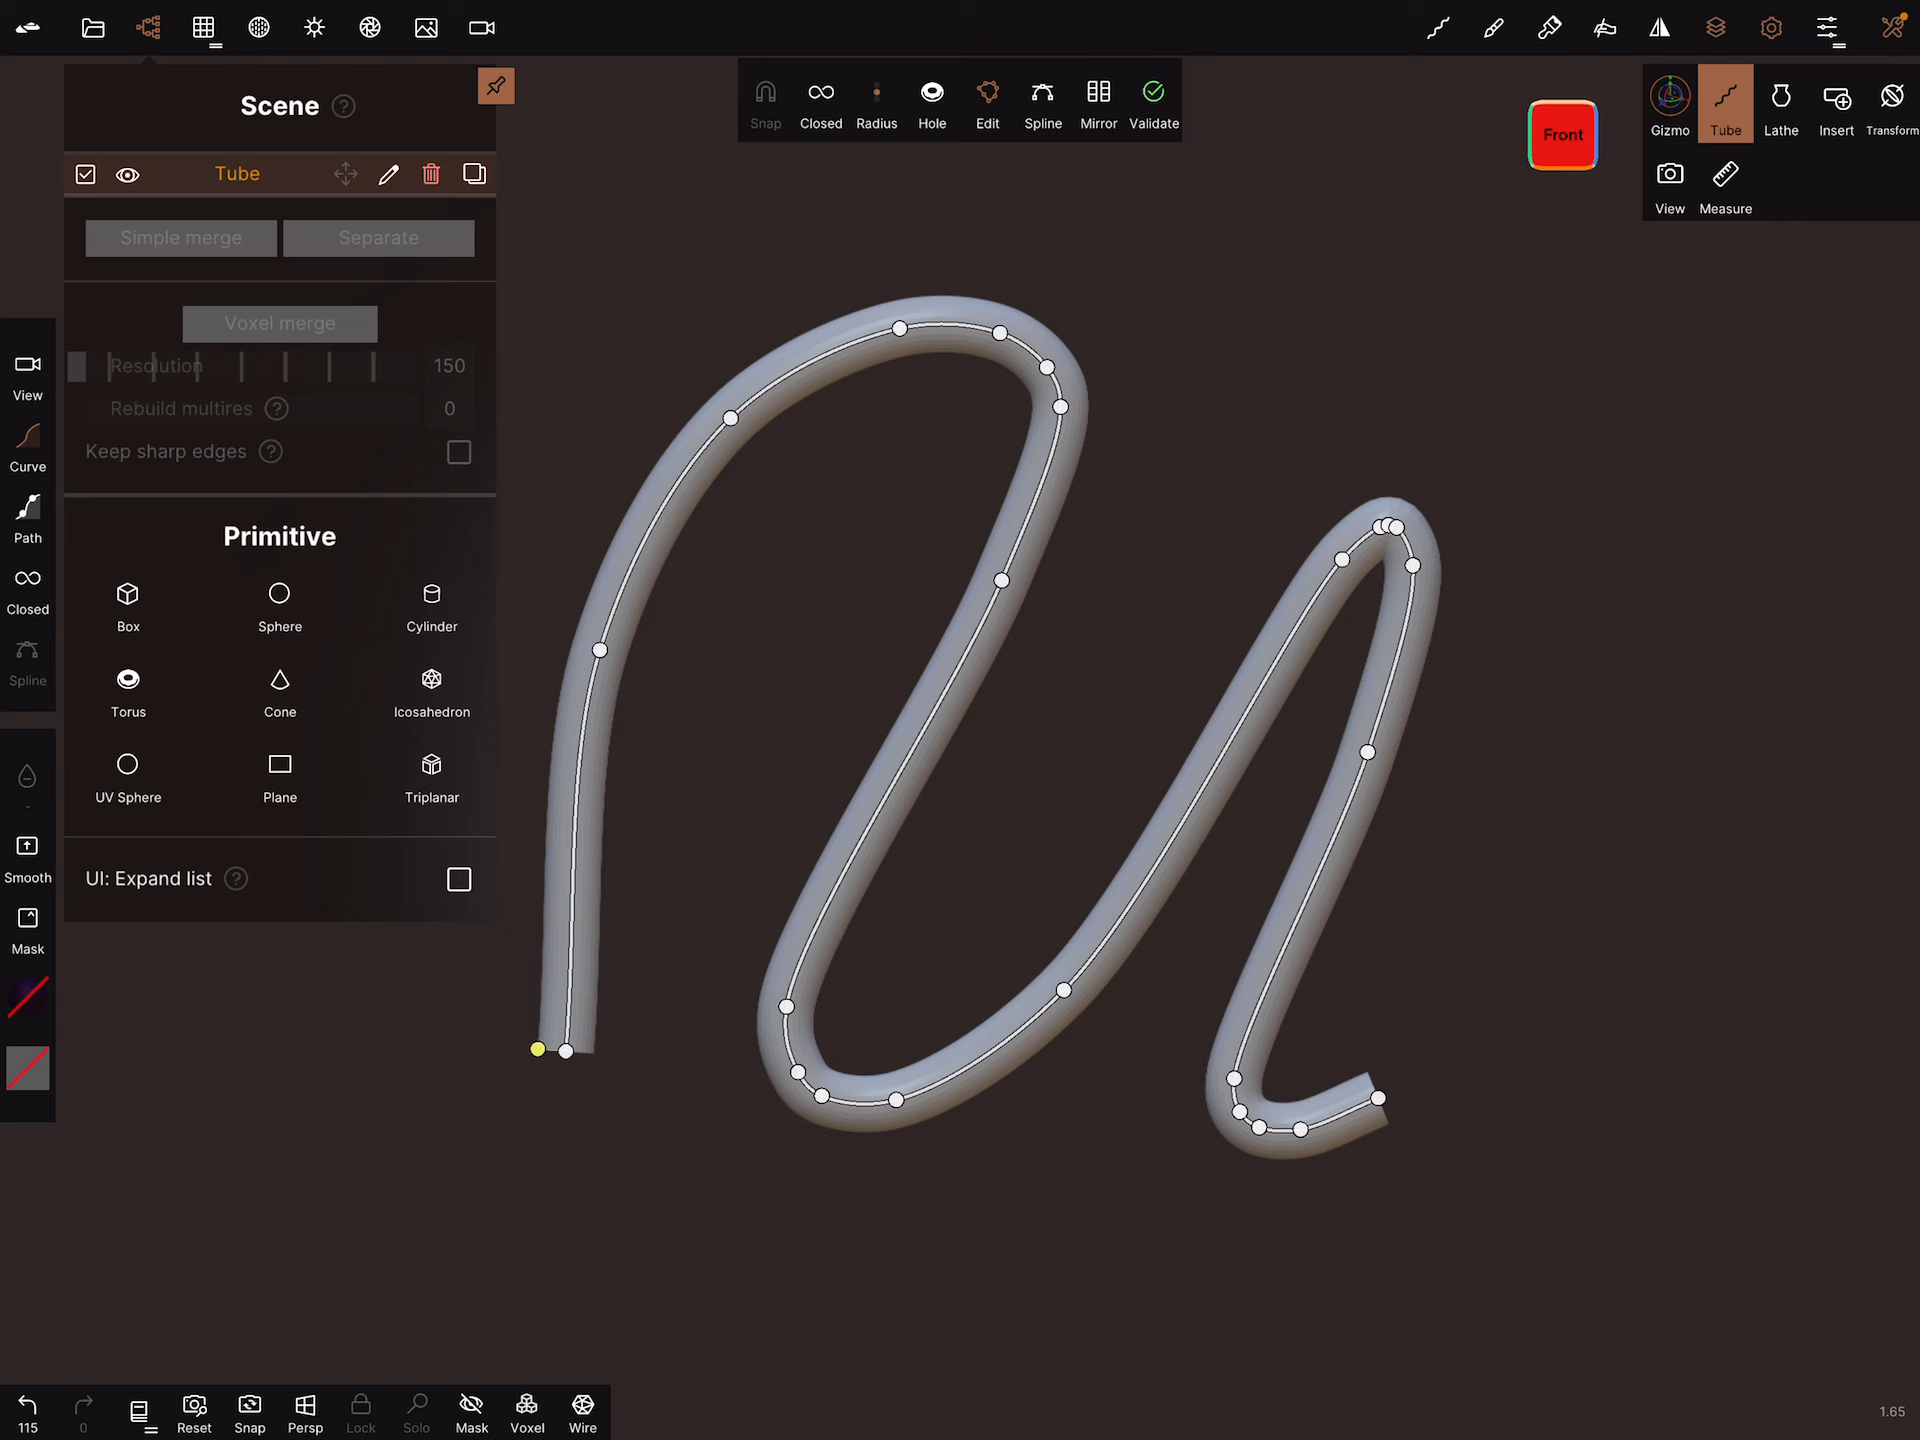 Scene
Tube
Simple merge Separate
Voxel merge
Resolution 150
Rebuild multires 0
Keep sharp edges
Primitive
Box Sphere Cylinder
Torus Cone Icosahedron
UV Sphere Plane Triplanar
UI: Expand list
View
Curve
Path
Closed
Spline
Smooth
Mask
Snap Closed Radius Hole Edit Spline Mirror Validate
Front
Gizmo Tube Lathe Insert Transform
View Measure
115 0 Reset Snap Persp Lock Solo Mask Voxel Wire
1.65